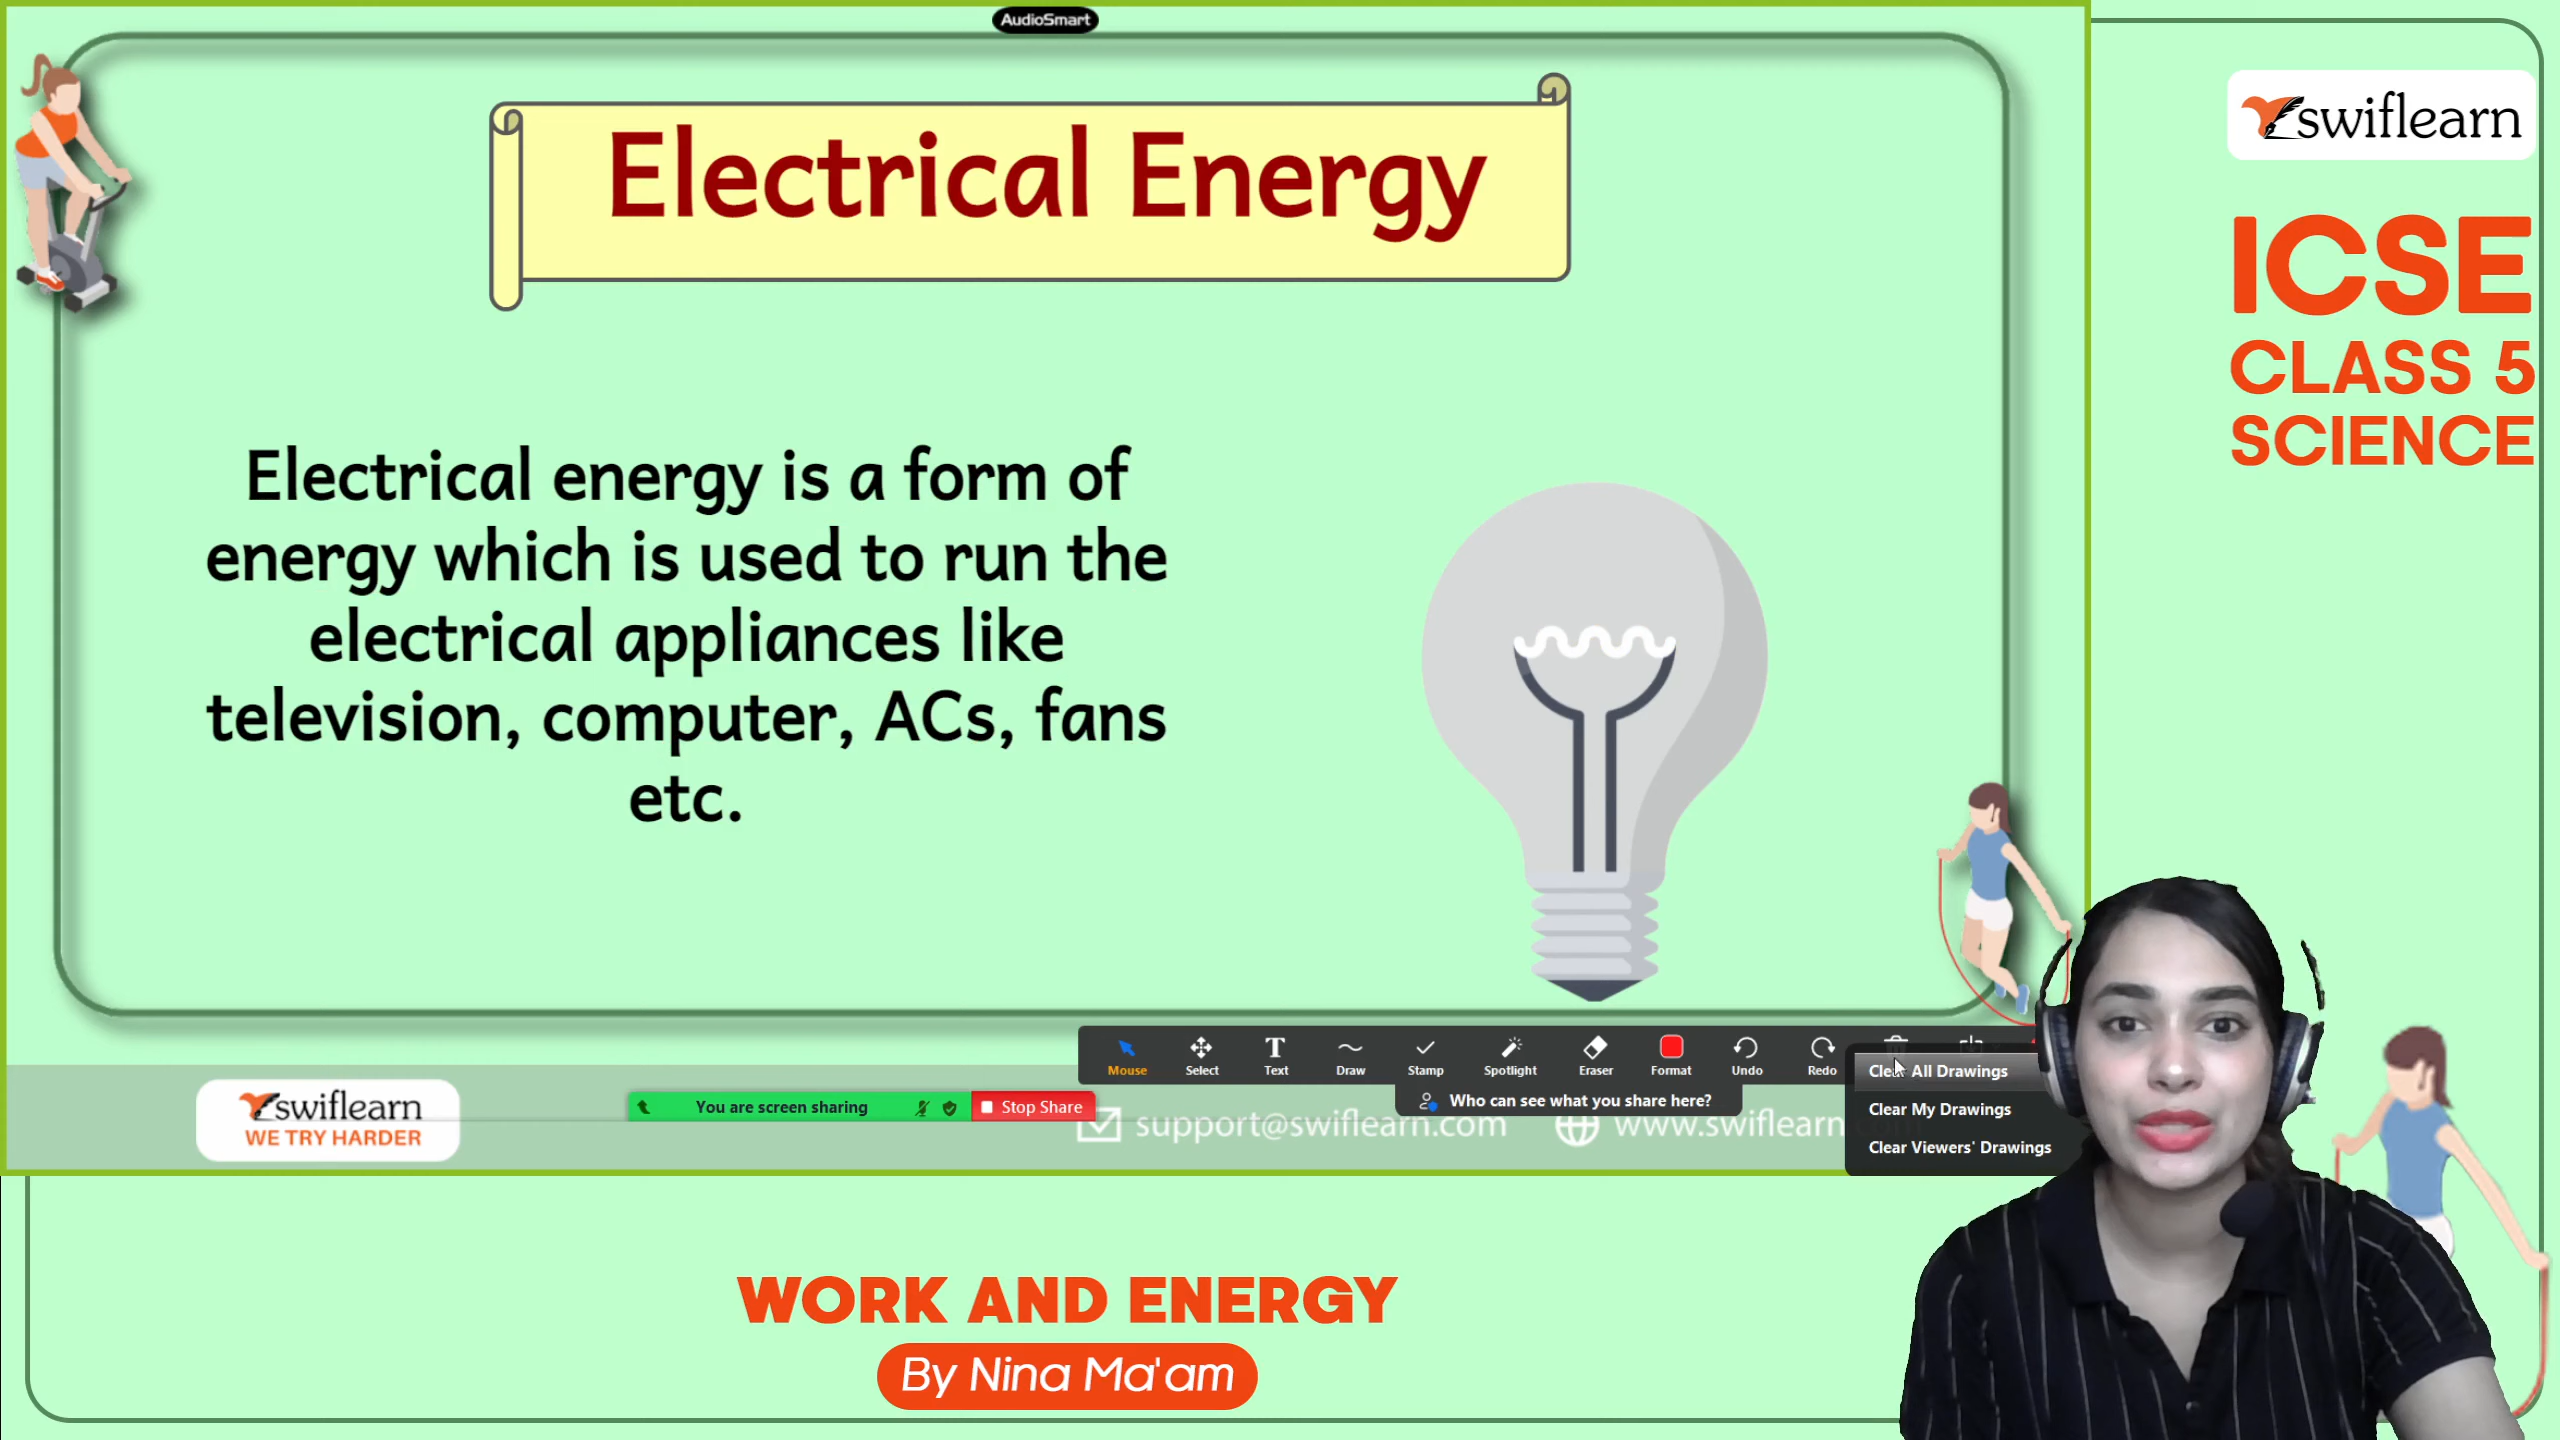 AudioSmart
Electrical Energy
swiflearn
ICSE
CLASS 5
SCIENCE
Electrical energy is a form of
energy which is used to run the
electrical appliances like
television, computer, ACs, fans
etc.
Mouse
Select
Text
Draw
Stamp
Spotlight
Eraser
Format
Undo
Redo
Clear All Drawings
Clear My Drawings
Clear Viewers' Drawings
Who can see what you share here?
You are screen sharing
Stop Share
swiflearn
WE TRY HARDER
support@swiflearn.com
www.swiflearn
WORK AND ENERGY
By Nina Ma'am